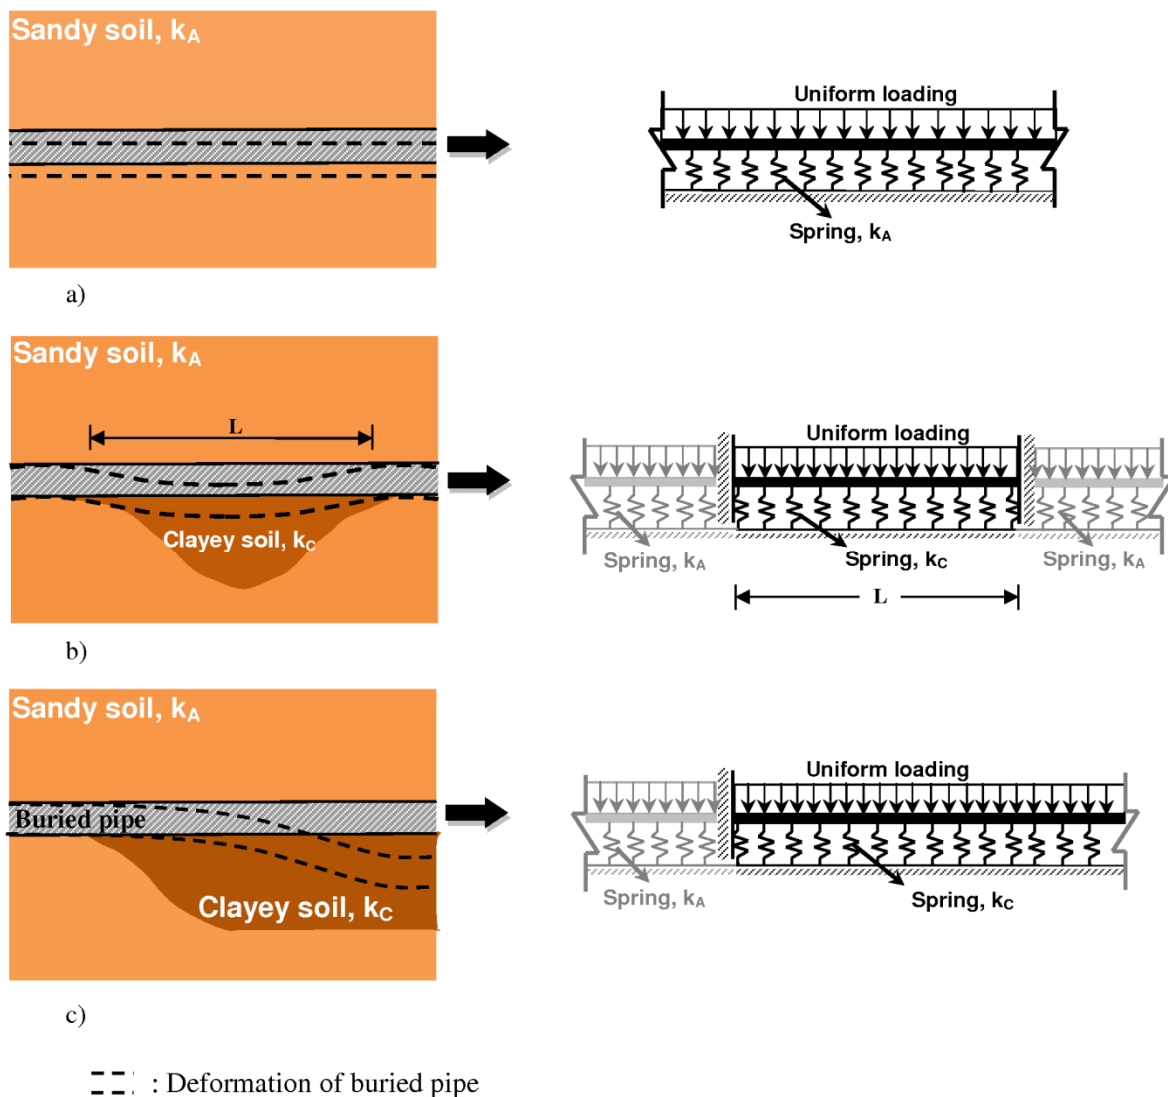 Sandy soil, kA
Uniform loading
Spring, kA
a)
Sandy soil, kA
L
Clayey soil, kC
Uniform loading
Spring, kA
Spring, kC
Spring, kA
L
b)
Sandy soil, kA
Buried pipe
Clayey soil, kC
Uniform loading
Spring, kA
Spring, kC
c)
: Deformation of buried pipe